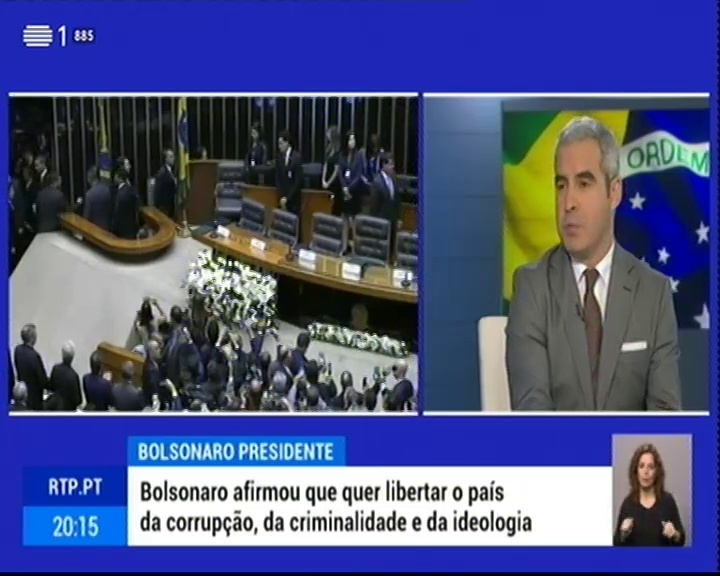 1 885
ORDEM
BOLSONARO PRESIDENTE
RTP.PT
Bolsonaro afirmou que quer libertar o país
20:15
da corrupção, da criminalidade e da ideologia